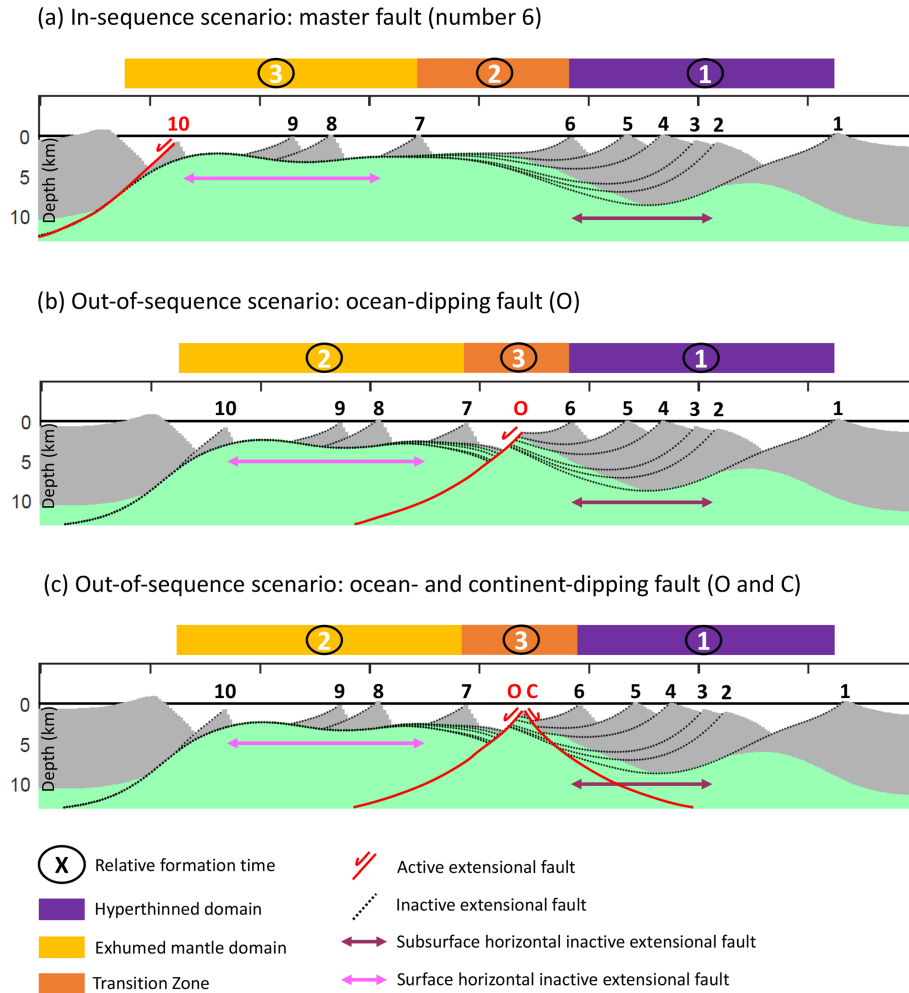 (a) In-sequence scenario: master fault (number 6)
3 2 1
10 9 8 7 6 5 4 3 2 1
0
5
10
Depth (km)
(b) Out-of-sequence scenario: ocean-dipping fault (O)
2 3 1
10 9 8 7 O 6 5 4 3 2 1
0
5
10
Depth (km)
(c) Out-of-sequence scenario: ocean- and continent-dipping fault (O and C)
2 3 1
10 9 8 7 O C 6 5 4 3 2 1
0
5
10
Depth (km)
X Relative formation time
Hyperthinned domain
Exhumed mantle domain
Transition Zone
Active extensional fault
Inactive extensional fault
Subsurface horizontal inactive extensional fault
Surface horizontal inactive extensional fault